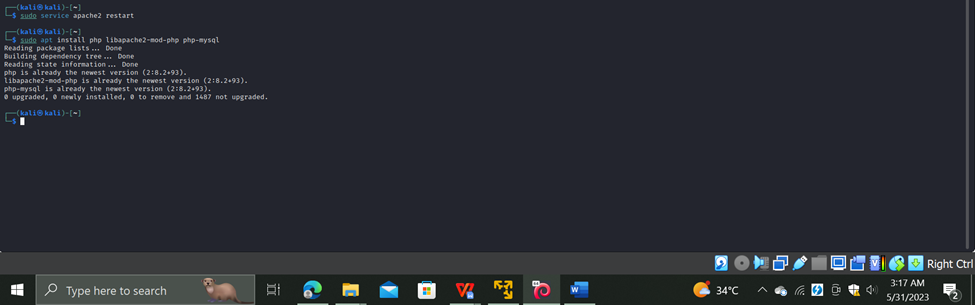 ┌──(kali㉿kali)-[~]
└─$ sudo service apache2 restart
┌──(kali㉿kali)-[~]
└─$ sudo apt install php libapache2-mod-php php-mysql
Reading package lists... Done
Building dependency tree... Done
Reading state information... Done
php is already the newest version (2:8.2+93).
libapache2-mod-php is already the newest version (2:8.2+93).
php-mysql is already the newest version (2:8.2+93).
0 upgraded, 0 newly installed, 0 to remove and 1487 not upgraded.
┌──(kali㉿kali)-[~]
└─$
Right Ctrl
Type here to search
34°C
3:17 AM
5/31/2023
2